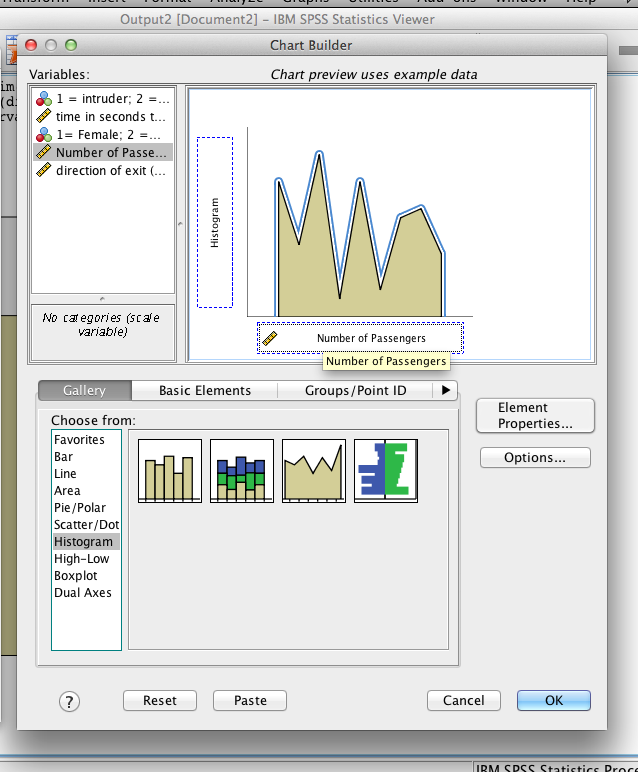 Transform Insert Format Analyze Graphs Utilities Add-ons Window Help
Output2 [Document2] – IBM SPSS Statistics Viewer
Chart Builder
Variables:
Chart preview uses example data
1 = intruder; 2 =...
time in seconds t...
1= Female; 2 =...
Number of Passe...
direction of exit (...
No categories (scale
variable)
Histogram
Number of Passengers
Number of Passengers
Gallery
Basic Elements
Groups/Point ID
Choose from:
Favorites
Bar
Line
Area
Pie/Polar
Scatter/Dot
Histogram
High-Low
Boxplot
Dual Axes
Element
Properties...
Options...
?
Reset
Paste
Cancel
OK
IBM SPSS Statistics Proce